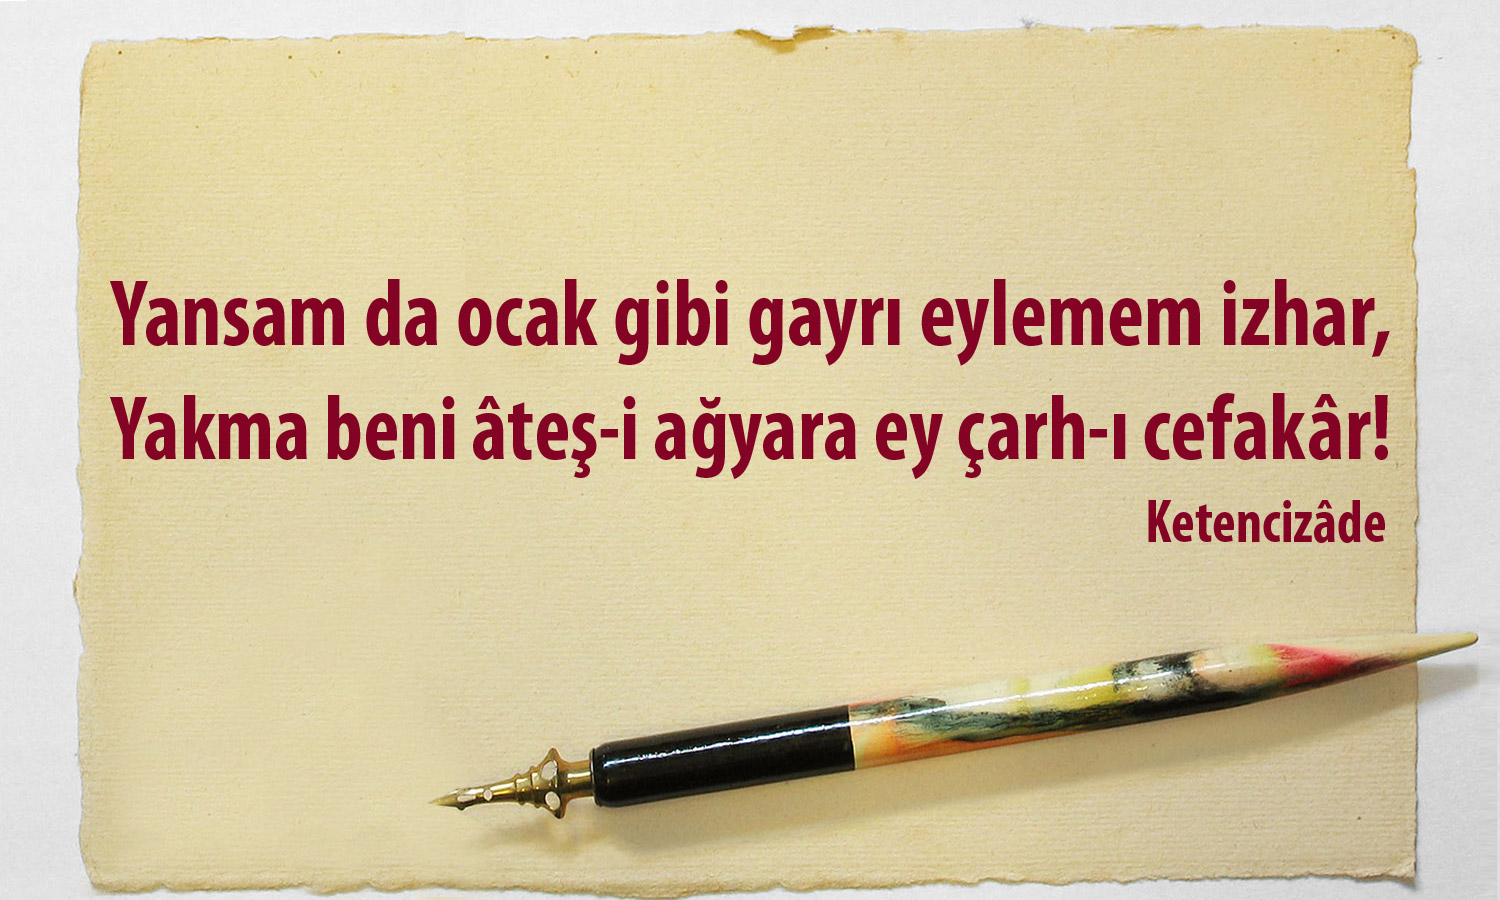 Yansam da ocak gibi gayrı eylemem izhar,
Yakma beni âteş-i ağyara ey çarh-ı cefakâr!
Ketencizâde